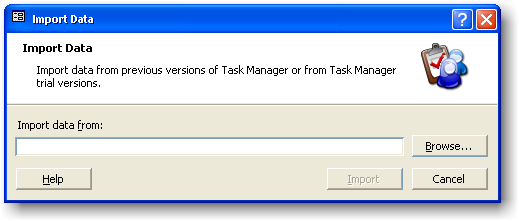 Import Data
Import Data
Import data from previous versions of Task Manager or from Task Manager
trial versions.
Import data from:
Browse...
Help
Import
Cancel